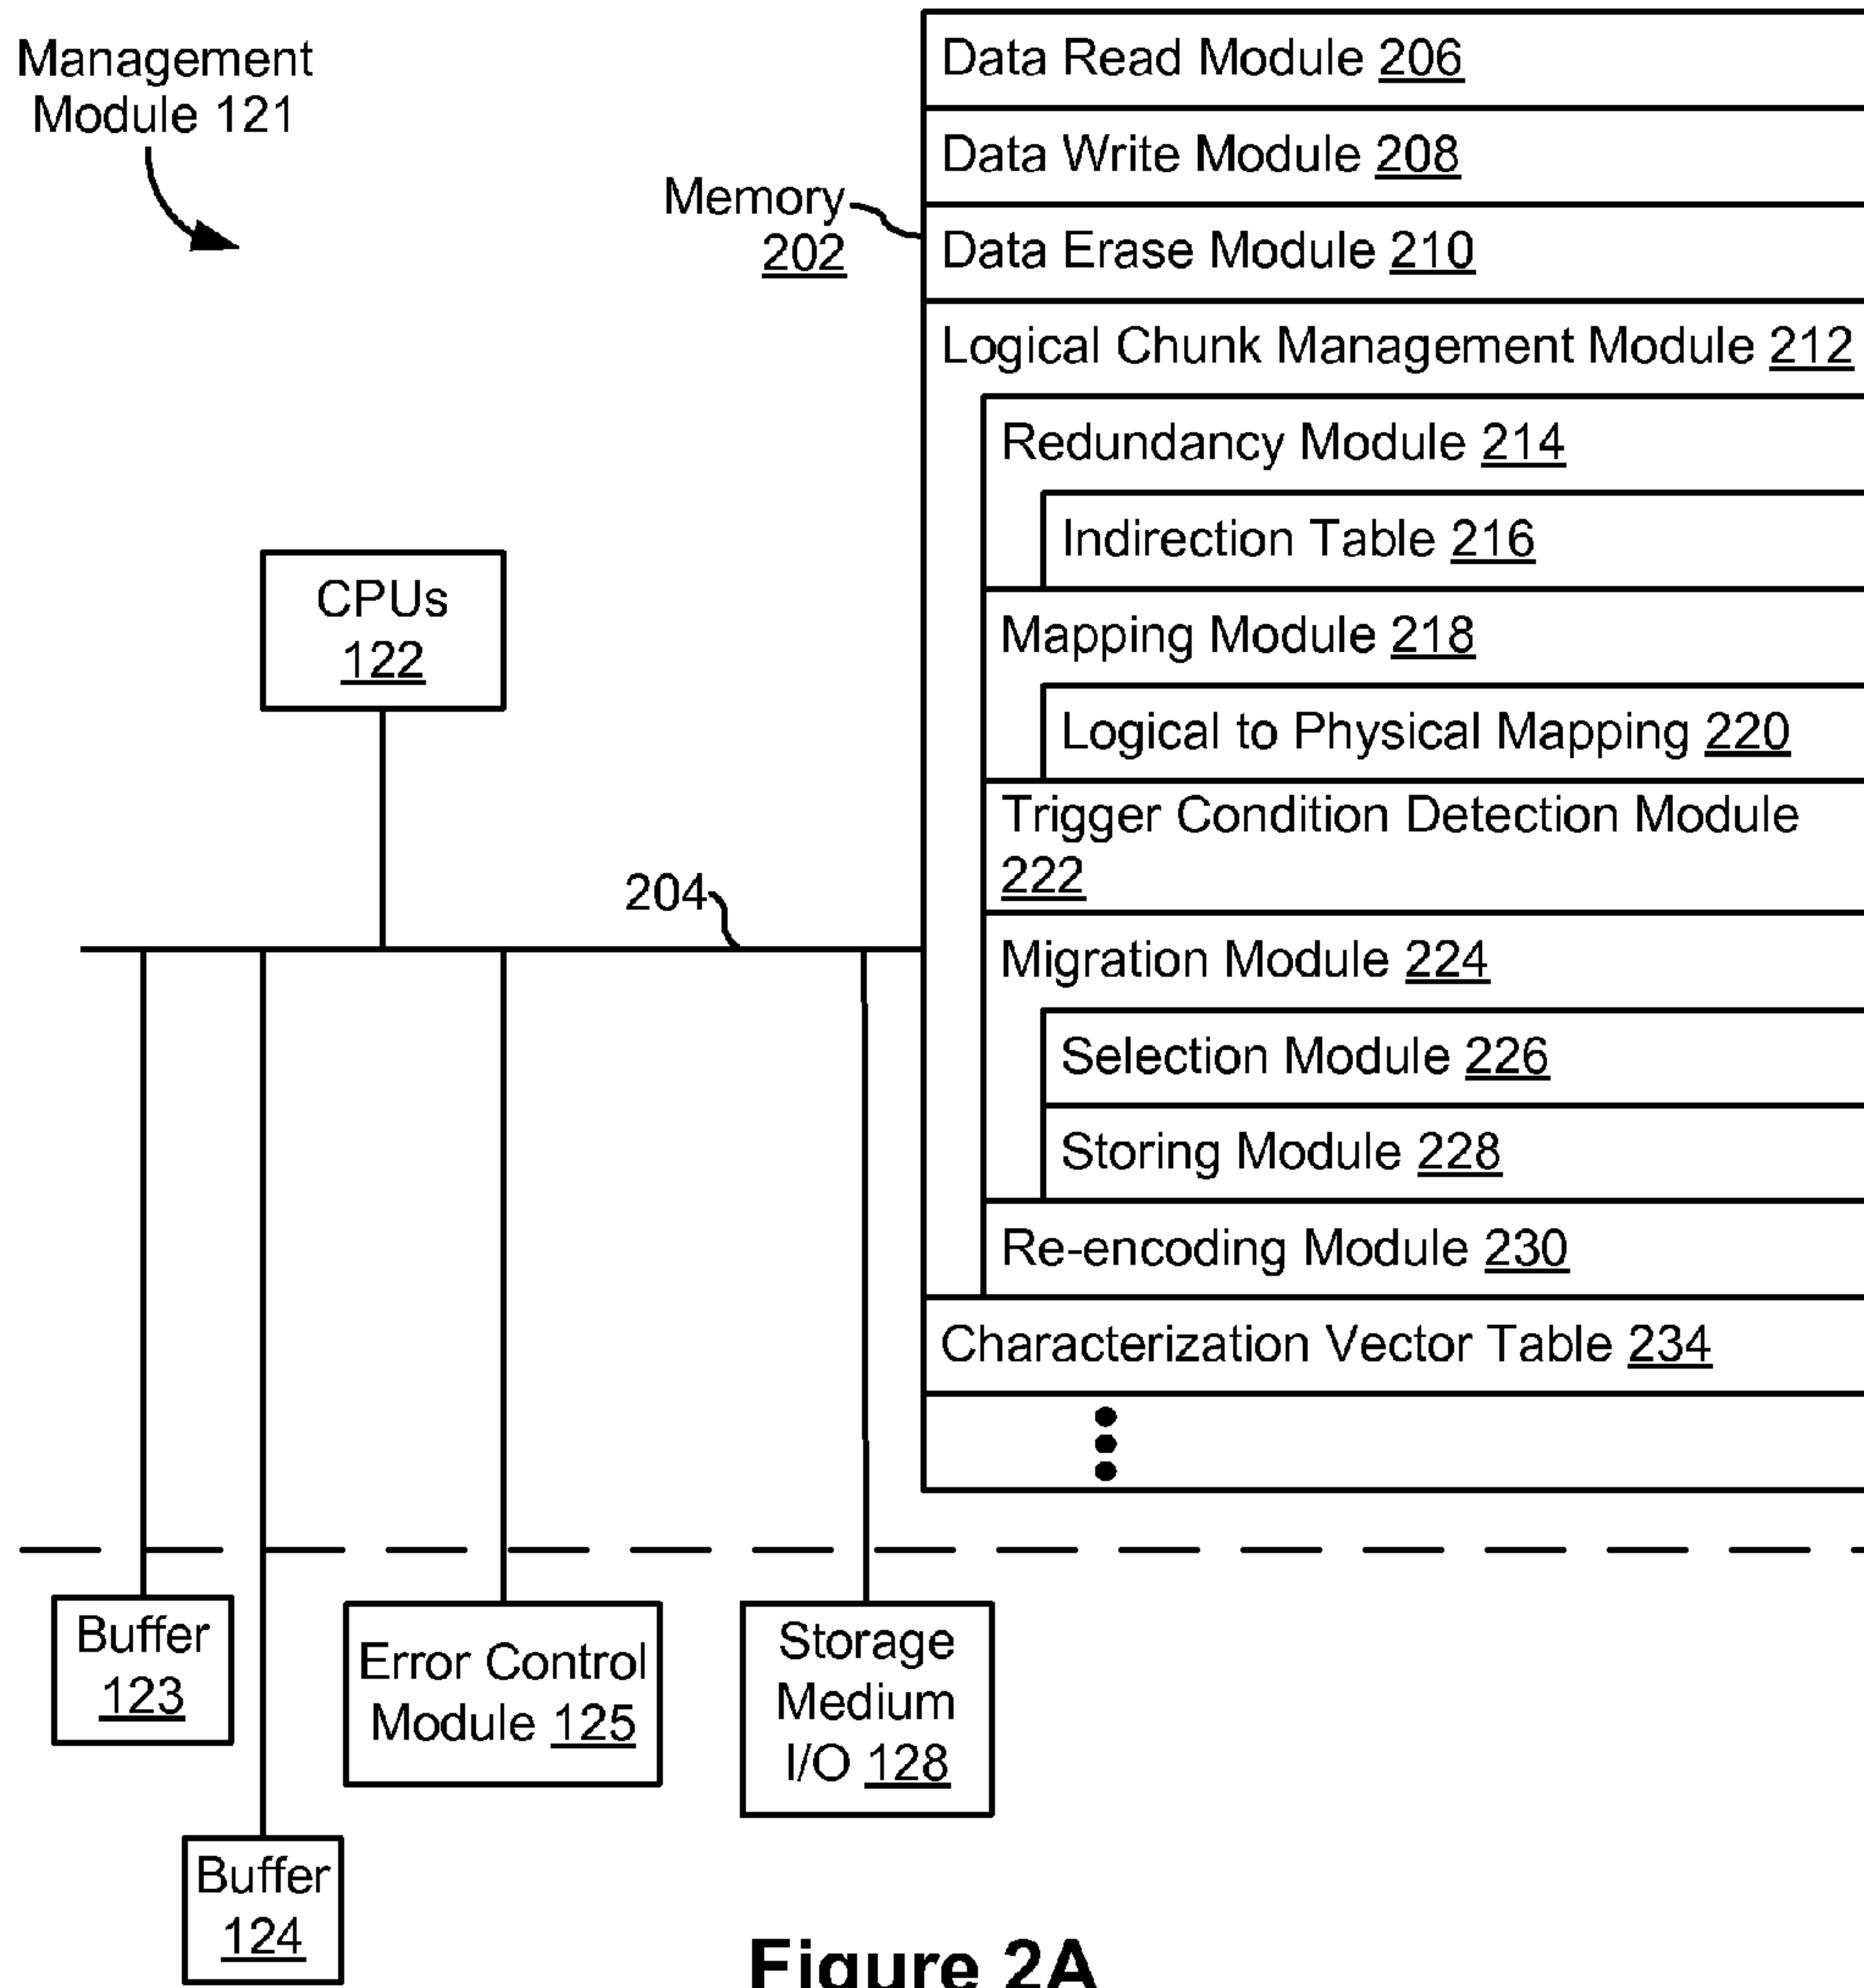 Management
Module 121
Memory
202
Data Read Module 206
Data Write Module 208
Data Erase Module 210
Logical Chunk Management Module 212
Redundancy Module 214
Indirection Table 216
Mapping Module 218
Logical to Physical Mapping 220
Trigger Condition Detection Module
222
Migration Module 224
Selection Module 226
Storing Module 228
Re-encoding Module 230
Characterization Vector Table 234
CPUs
122
204
Buffer
123
Error Control
Module 125
Storage
Medium
I/O 128
Buffer
124
Figure 2A